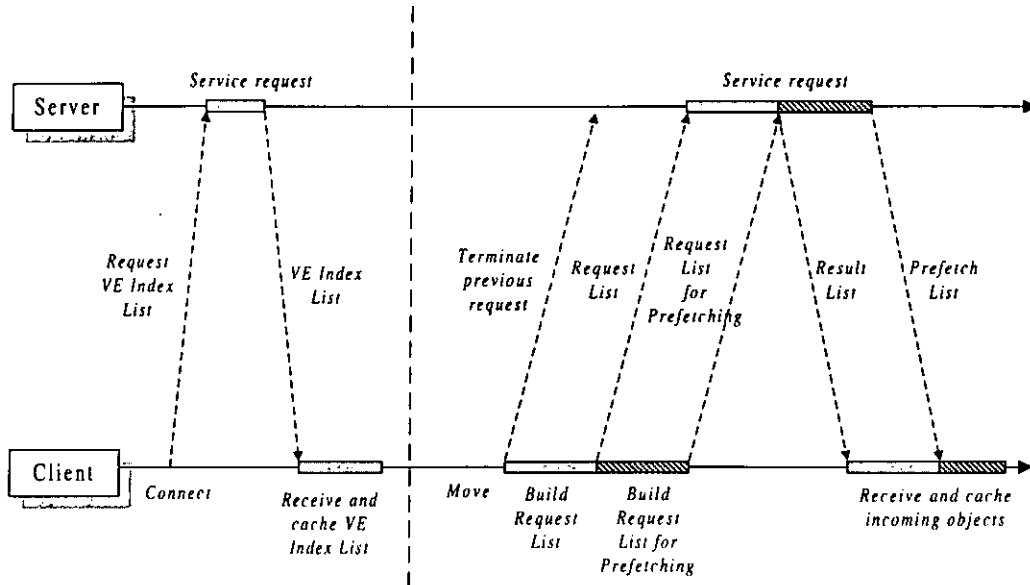 Service request
Service request
Server
Request
VE Index
List
VE Index
List
Terminate
previous
request
Request
List
Request
List
for
Prefetching
Result
List
Prefetch
List
Client
Connect
Receive and
cache VE
Index List
Move
Build
Request
List
Build
Request
List for
Prefetching
Receive and cache
incoming objects